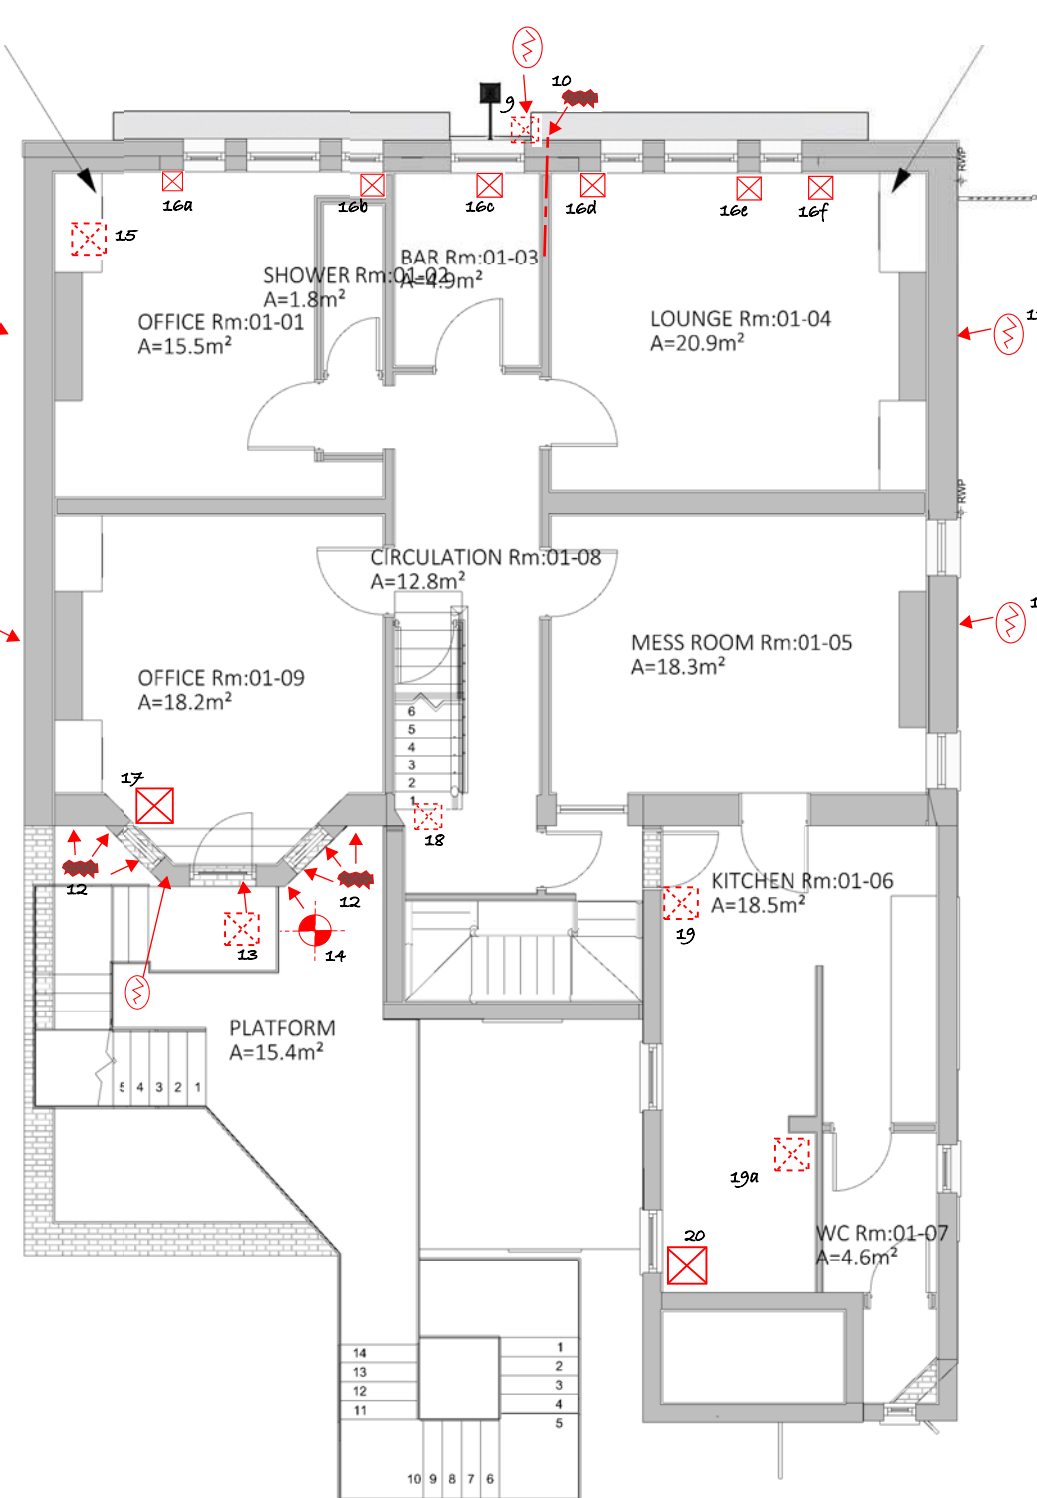 10
9
RWP
16a
16b
16c
16d
16e
16f
15
BAR Rm:01-03
A=4.9m²
SHOWER Rm:01-02
A=1.8m²
OFFICE Rm:01-01
A=15.5m²
LOUNGE Rm:01-04
A=20.9m²
RWP
CIRCULATION Rm:01-08
A=12.8m²
MESS ROOM Rm:01-05
A=18.3m²
OFFICE Rm:01-09
A=18.2m²
6
5
4
3
2
1
17
18
12
12
13
14
KITCHEN Rm:01-06
A=18.5m²
19
PLATFORM
A=15.4m²
5 4 3 2 1
19a
WC Rm:01-07
A=4.6m²
20
14
13
12
11
1
2
3
4
5
10 9 8 7 6